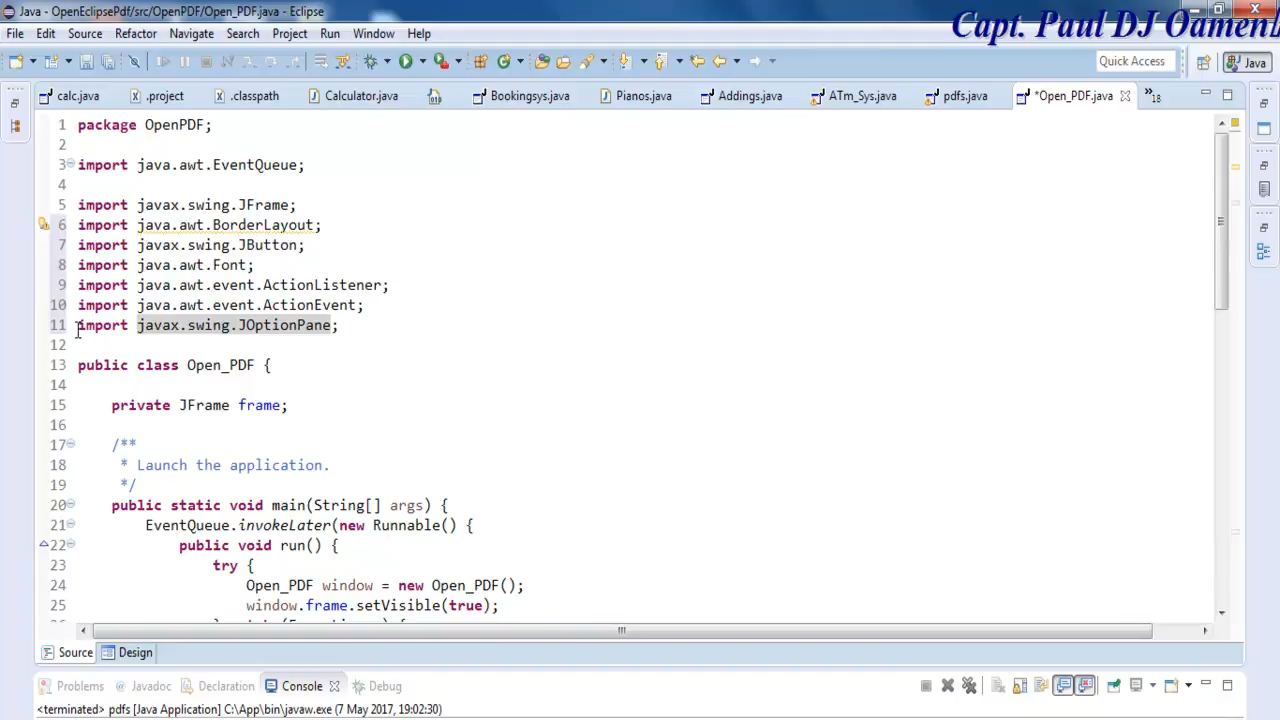 Java - OpenEclipsePdf/src/OpenPDF/Open_PDF.java - Eclipse
Capt. Paul DJ Oamen
File Edit Source Refactor Navigate Search Project Run Window Help
Quick Access Java
calc.java .project .classpath Calculator.java Bookingsys.java Pianos.java Addings.java ATm_Sys.java pdfs.java *Open_PDF.java »18
1 package OpenPDF;
2
3 import java.awt.EventQueue;
4
5 import javax.swing.JFrame;
6 import java.awt.BorderLayout;
7 import javax.swing.JButton;
8 import java.awt.Font;
9 import java.awt.event.ActionListener;
10 import java.awt.event.ActionEvent;
11 import javax.swing.JOptionPane;
12
13 public class Open_PDF {
14
15 private JFrame frame;
16
17 /**
18 * Launch the application.
19 */
20 public static void main(String[] args) {
21 EventQueue.invokeLater(new Runnable() {
22 public void run() {
23 try {
24 Open_PDF window = new Open_PDF();
25 window.frame.setVisible(true);
Source Design
Problems Javadoc Declaration Console Debug
<terminated> pdfs [Java Application] C:\App\bin\javaw.exe (7 May 2017, 19:02:30)